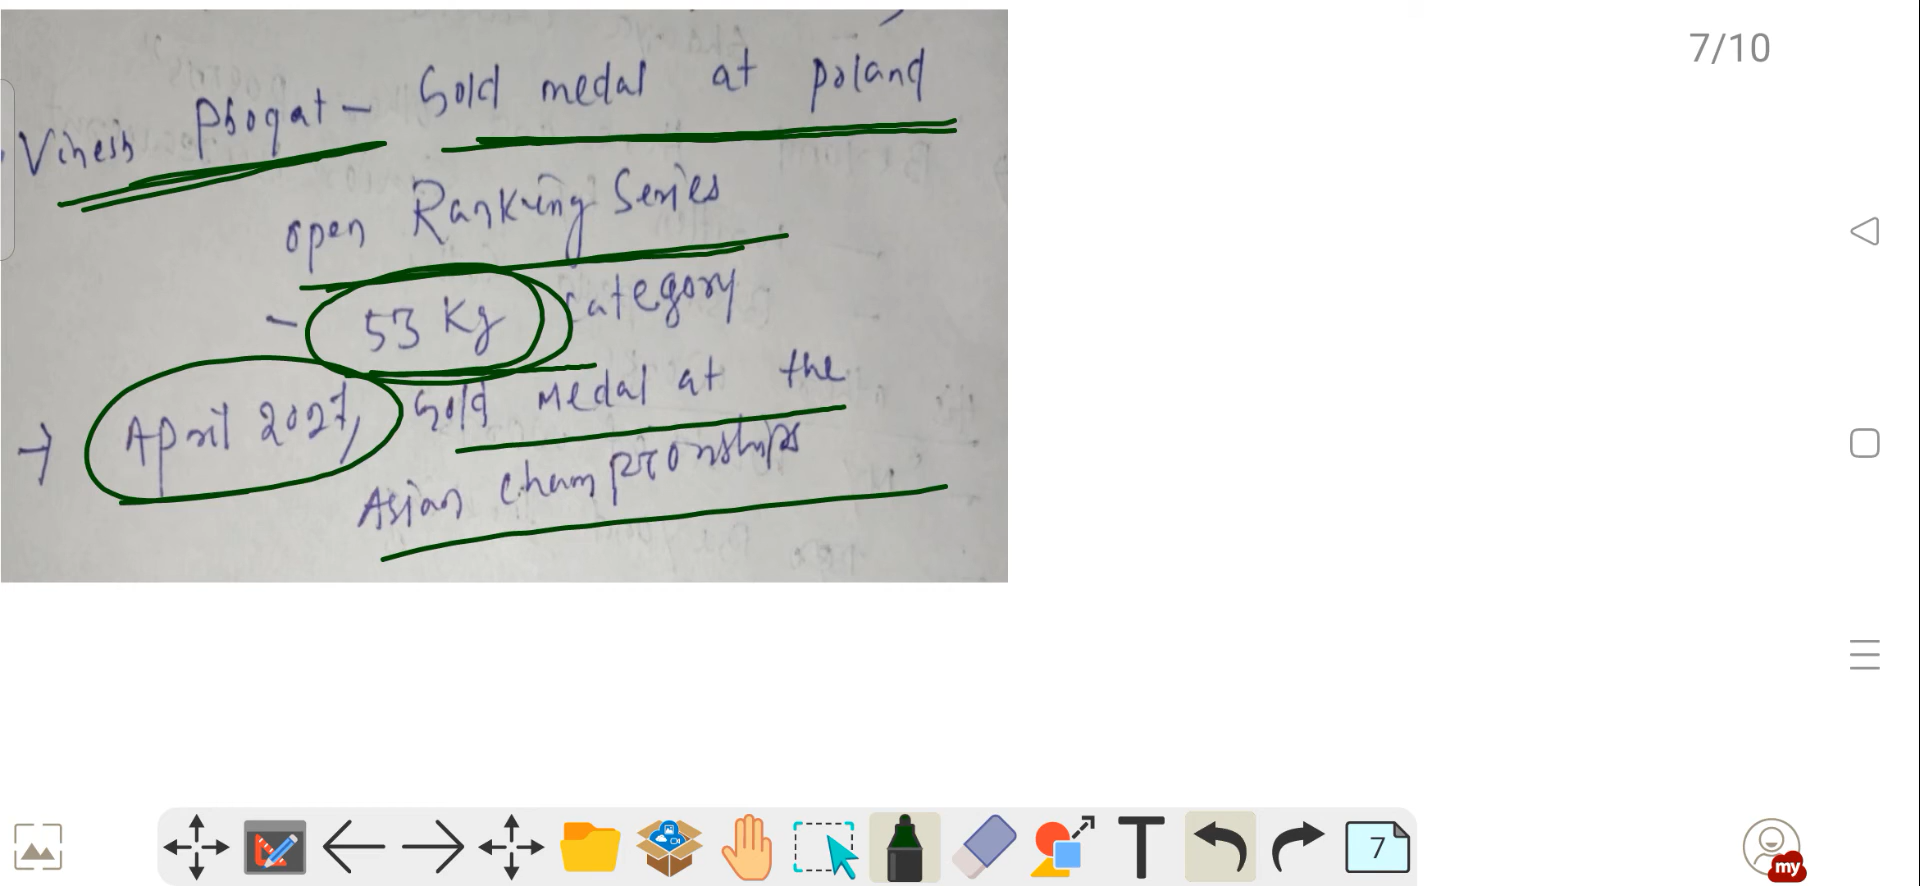 7/10
Vinesh Phogat - Gold medal at poland
open Ranking Series
- 53 Kg category
→ April 2021, Gold Medal at the
Asian championships
7
my